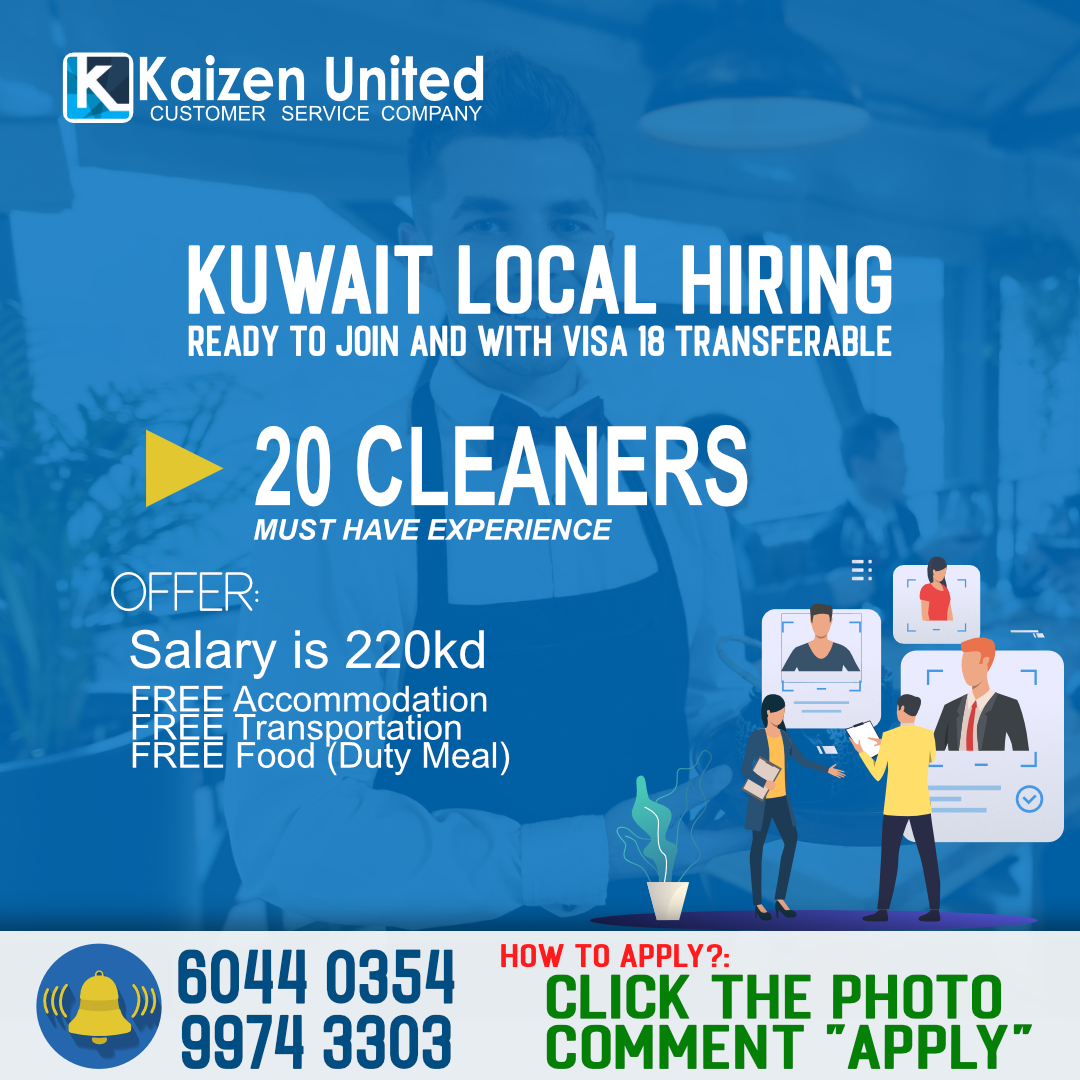 K Kaizen United
CUSTOMER SERVICE COMPANY
KUWAIT LOCAL HIRING
READY TO JOIN AND WITH VISA 18 TRANSFERABLE
20 CLEANERS
MUST HAVE EXPERIENCE
OFFER:
Salary is 220kd
FREE Accommodation
FREE Transportation
FREE Food (Duty Meal)
6044 0354
9974 3303
HOW TO APPLY?:
CLICK THE PHOTO
COMMENT "APPLY"